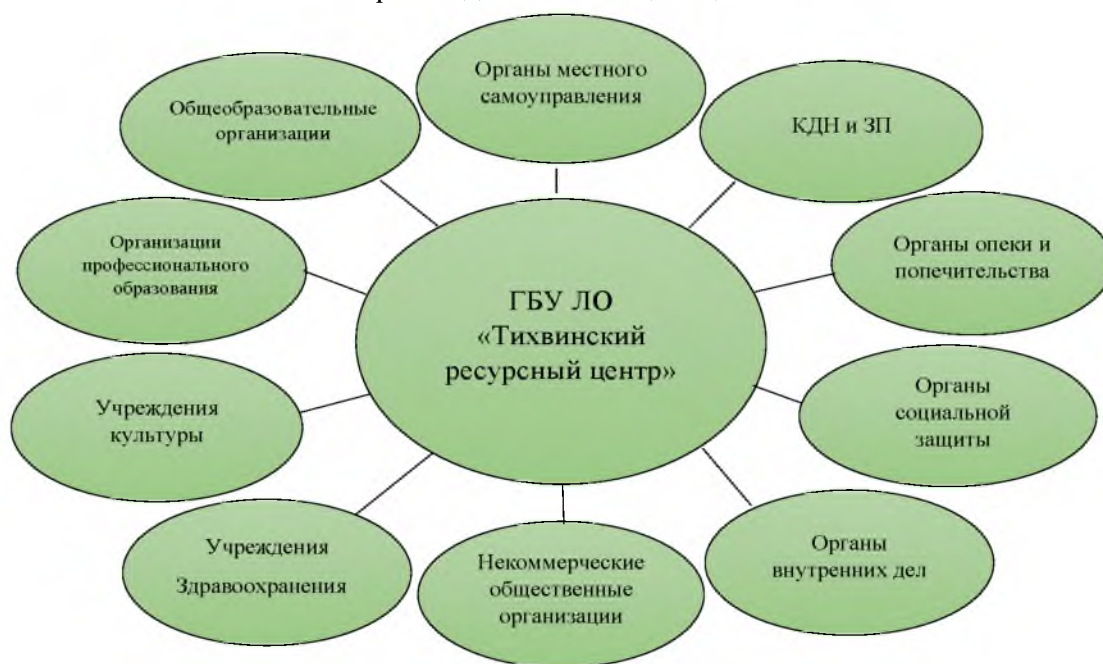 Органы местного
самоуправления
КДН и ЗП
Общеобразовательные
организации
Органы опеки и
попечительства
Организации
профессионального
образования
ГБУ ЛО
«Тихвинский
ресурсный центр»
Органы
социальной
защиты
Учреждения
культуры
Органы
внутренних дел
Учреждения
Здравоохранения
Некоммерческие
общественные
организации